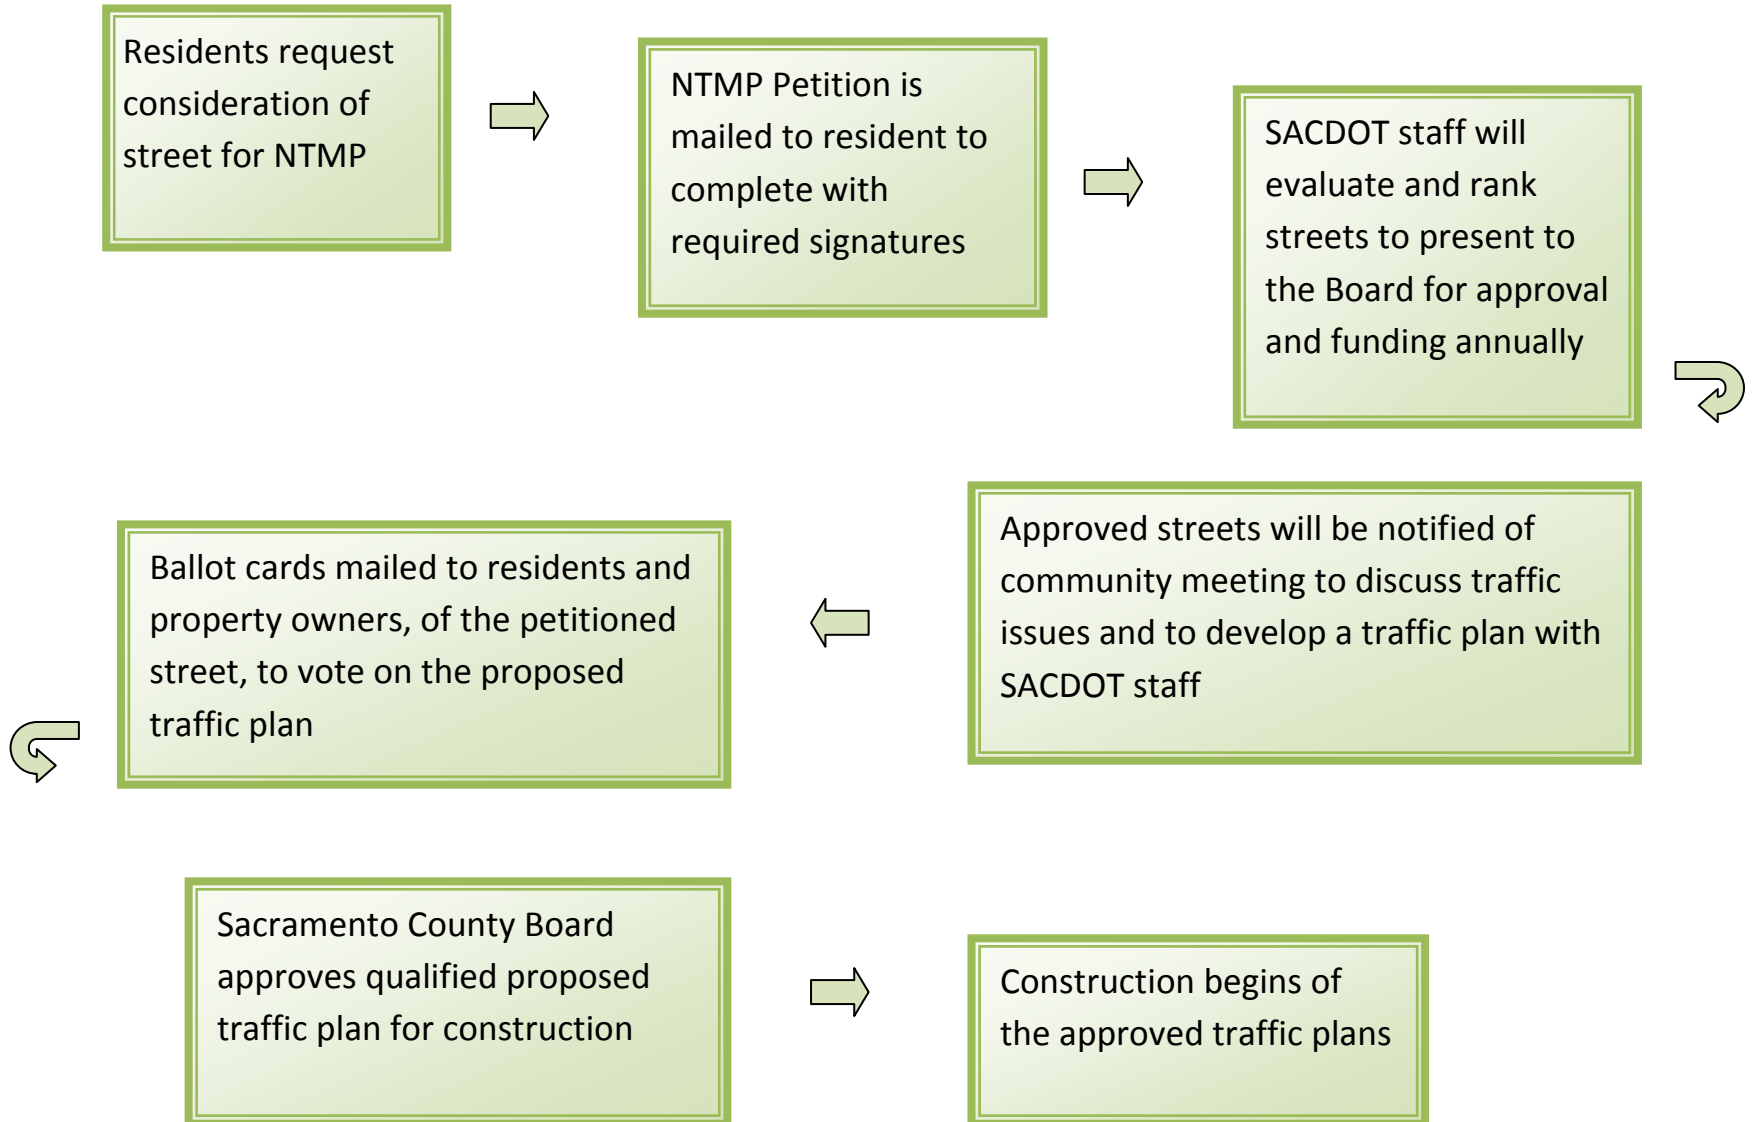 Residents request
consideration of
street for NTMP
NTMP Petition is
mailed to resident to
complete with
required signatures
SACDOT staff will
evaluate and rank
streets to present to
the Board for approval
and funding annually
Approved streets will be notified of
community meeting to discuss traffic
issues and to develop a traffic plan with
SACDOT staff
Ballot cards mailed to residents and
property owners, of the petitioned
street, to vote on the proposed
traffic plan
Sacramento County Board
approves qualified proposed
traffic plan for construction
Construction begins of
the approved traffic plans